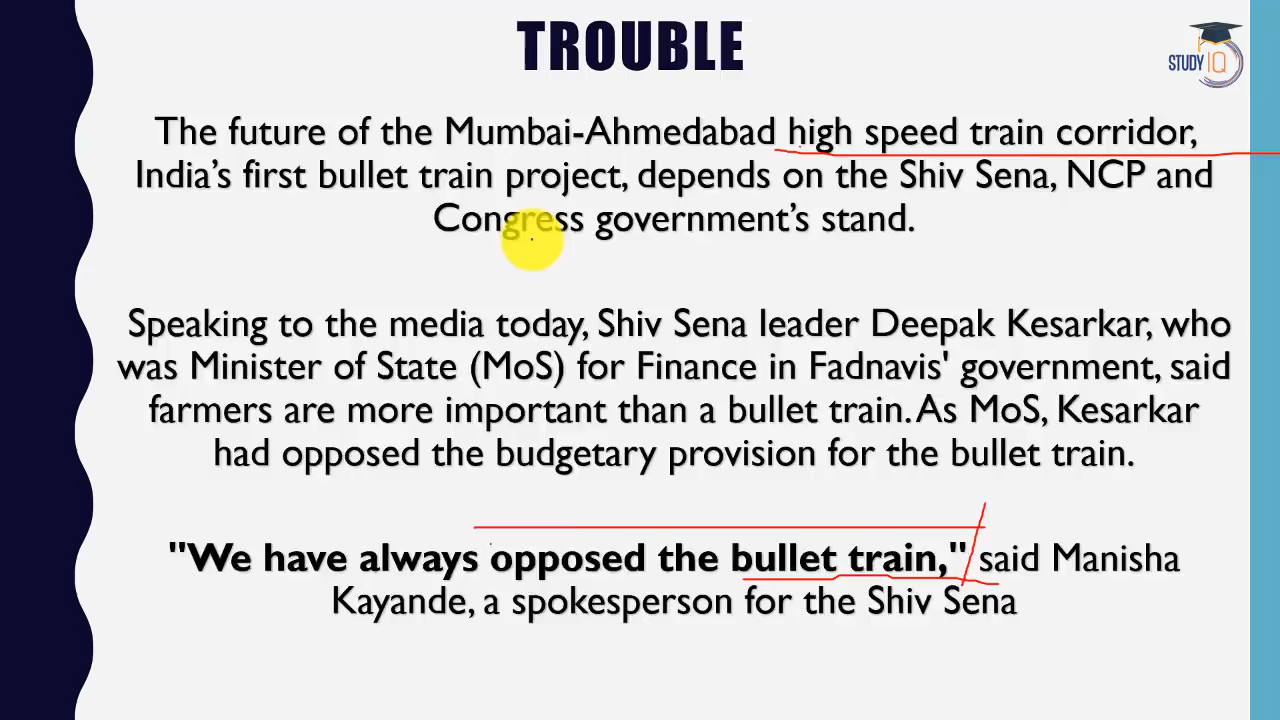 TROUBLE
STUDY IQ
The future of the Mumbai-Ahmedabad high speed train corridor,
India’s first bullet train project, depends on the Shiv Sena, NCP and
Congress government’s stand.
Speaking to the media today, Shiv Sena leader Deepak Kesarkar, who
was Minister of State (MoS) for Finance in Fadnavis' government, said
farmers are more important than a bullet train. As MoS, Kesarkar
had opposed the budgetary provision for the bullet train.
"We have always opposed the bullet train," said Manisha
Kayande, a spokesperson for the Shiv Sena